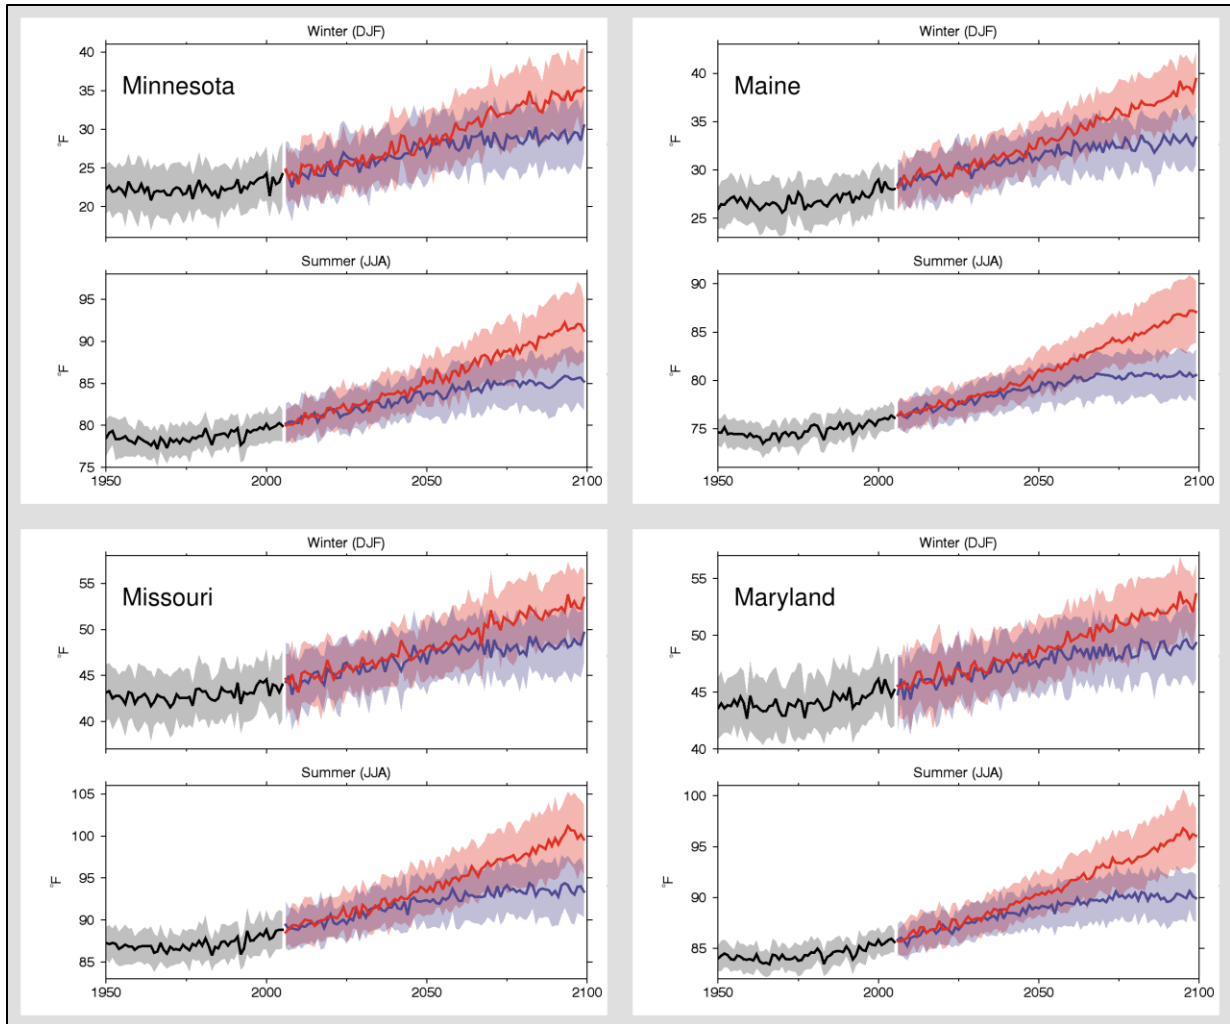 Winter (DJF)
40
35
30
25
20
°F
Minnesota
Summer (JJA)
95
90
85
80
75
°F
1950 2000 2050 2100
Winter (DJF)
40
35
30
25
°F
Maine
Summer (JJA)
90
85
80
75
°F
1950 2000 2050 2100
Winter (DJF)
55
50
45
40
°F
Missouri
Summer (JJA)
105
100
95
90
85
°F
1950 2000 2050 2100
Winter (DJF)
55
50
45
40
°F
Maryland
Summer (JJA)
100
95
90
85
°F
1950 2000 2050 2100